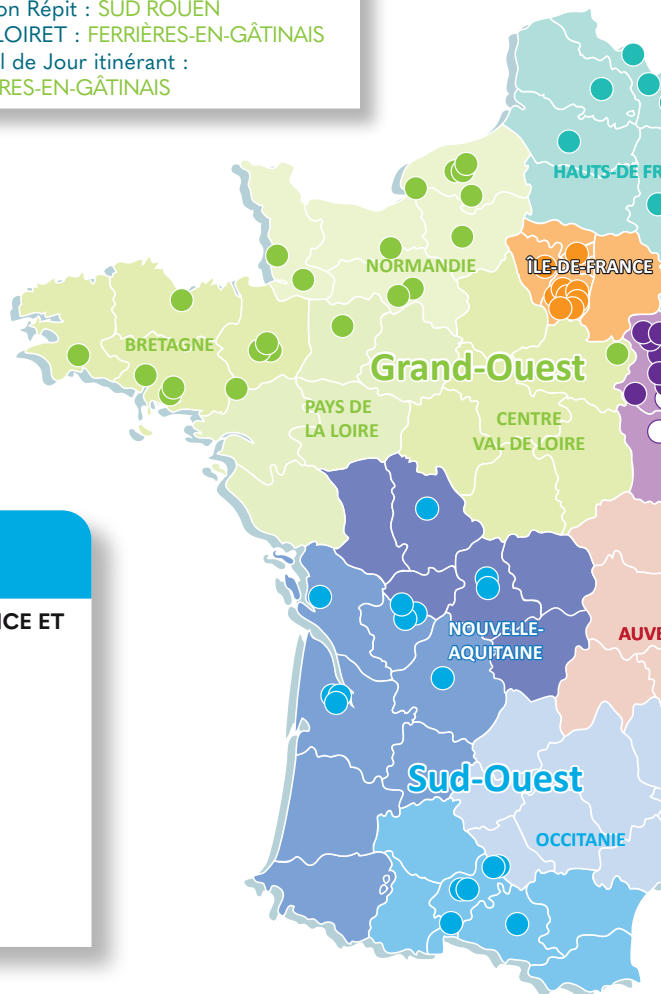 on Répit : SUD ROUEN
LOIRET : FERRIÈRES-EN-GÂTINAIS
l de Jour itinérant :
RES-EN-GÂTINAIS
HAUTS-DE FR
NORMANDIE
ÎLE-DE-FRANCE
BRETAGNE
Grand-Ouest
PAYS DE
LA LOIRE
CENTRE
VAL DE LOIRE
NCE ET
NOUVELLE-
AQUITAINE
AUVE
Sud-Ouest
OCCITANIE